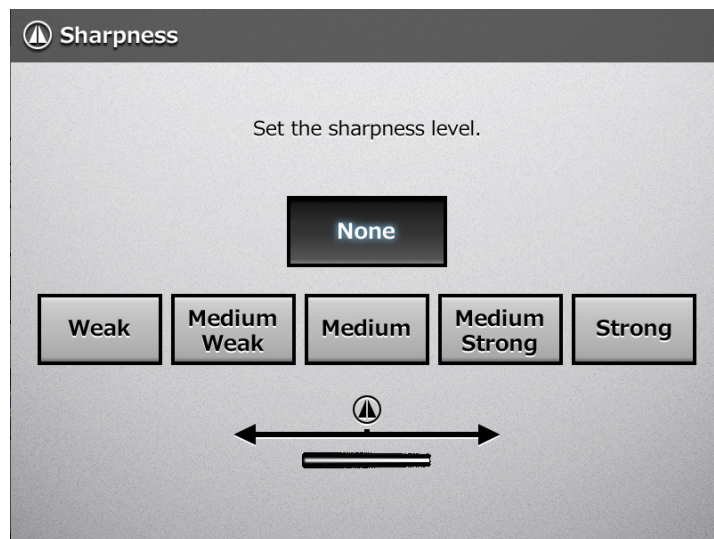 Sharpness
Set the sharpness level.
None
Weak
Medium
Weak
Medium
Medium
Strong
Strong